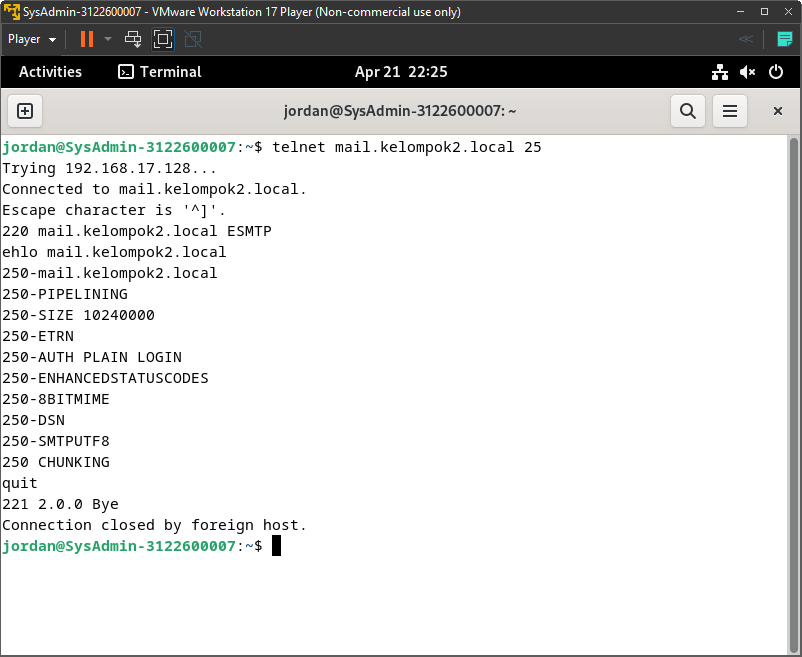 SysAdmin-3122600007 - VMware Workstation 17 Player (Non-commercial use only)
Player
Activities Terminal Apr 21 22:25
jordan@SysAdmin-3122600007: ~
jordan@SysAdmin-3122600007:~$ telnet mail.kelompok2.local 25
Trying 192.168.17.128...
Connected to mail.kelompok2.local.
Escape character is '^]'.
220 mail.kelompok2.local ESMTP
ehlo mail.kelompok2.local
250-mail.kelompok2.local
250-PIPELINING
250-SIZE 10240000
250-ETRN
250-AUTH PLAIN LOGIN
250-ENHANCEDSTATUSCODES
250-8BITMIME
250-DSN
250-SMTPUTF8
250 CHUNKING
quit
221 2.0.0 Bye
Connection closed by foreign host.
jordan@SysAdmin-3122600007:~$